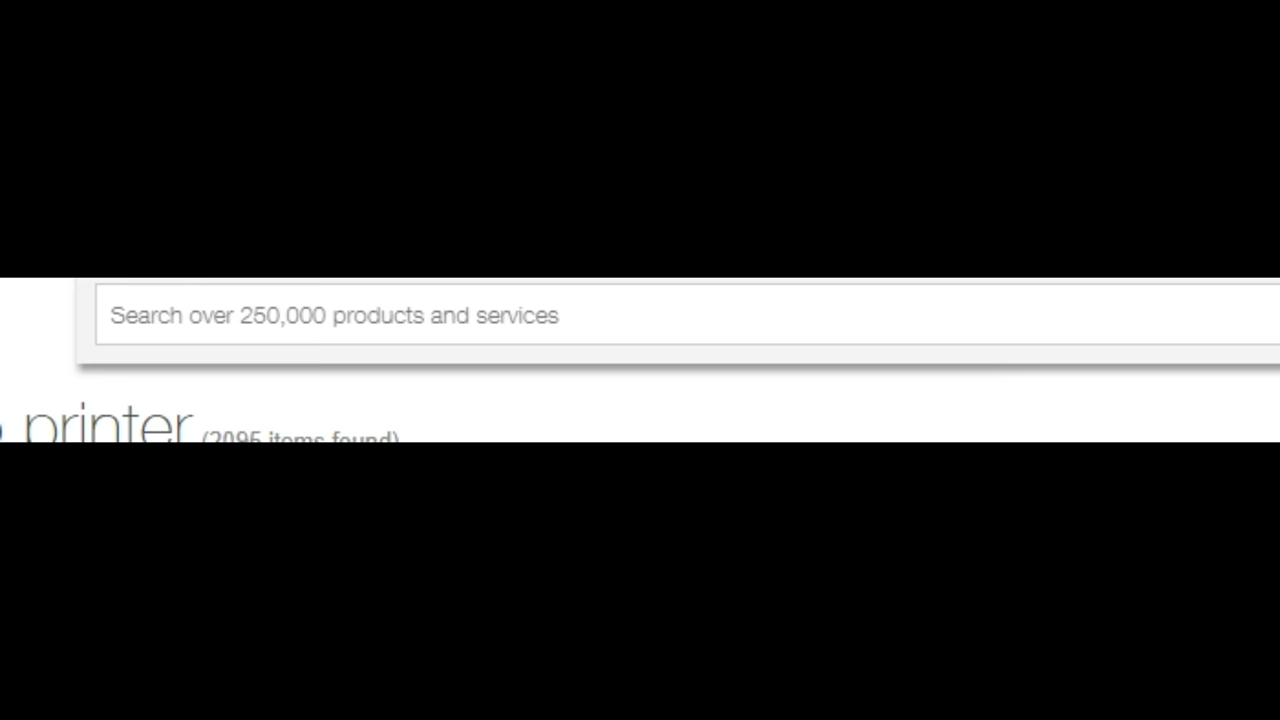 Search over 250,000 products and services
printer (2095 items found)